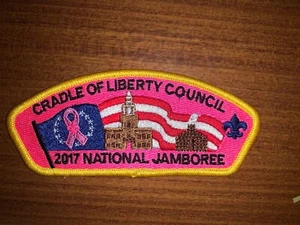 CRADLE OF LIBERTY COUNCIL
2017 NATIONAL JAMBOREE